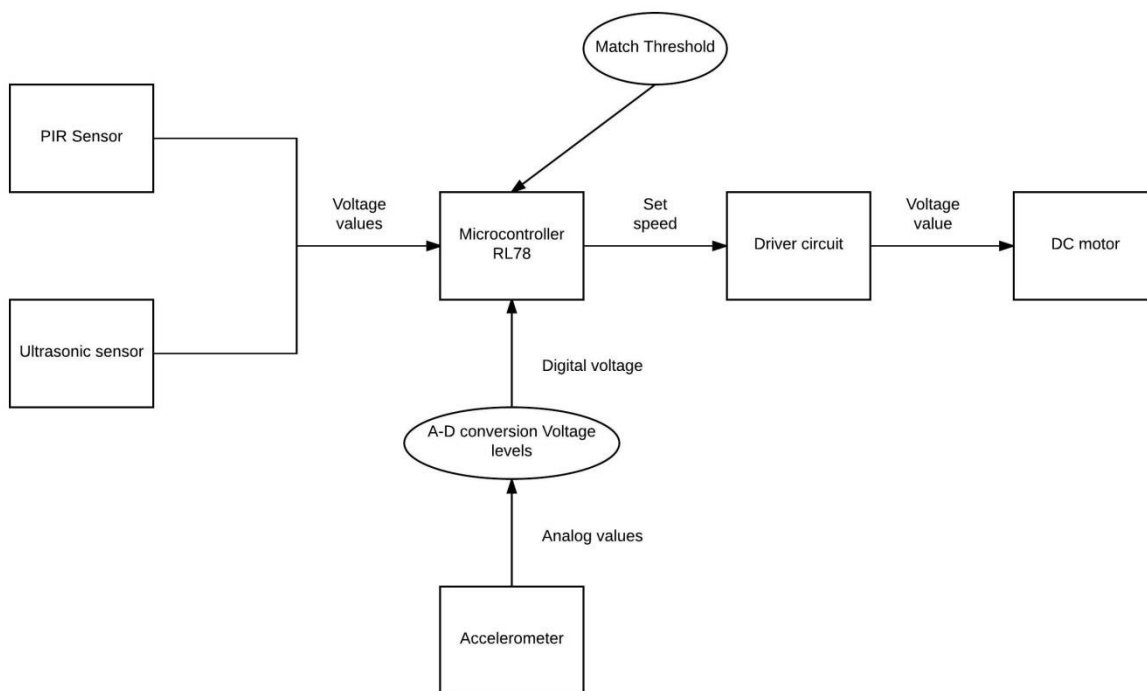 Match Threshold
PIR Sensor
Voltage
values
Microcontroller
RL78
Set
speed
Driver circuit
Voltage
value
DC motor
Ultrasonic sensor
Digital voltage
A-D conversion Voltage
levels
Analog values
Accelerometer